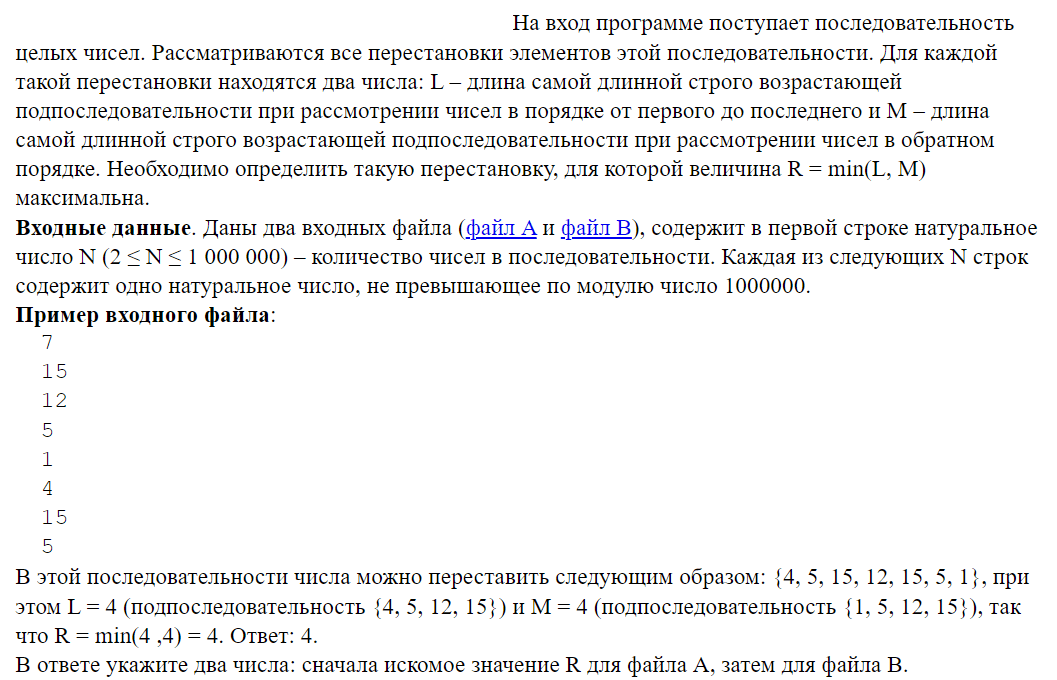 На вход программе поступает последовательность
целых чисел. Рассматриваются все перестановки элементов этой последовательности. Для каждой
такой перестановки находятся два числа: L – длина самой длинной строго возрастающей
подпоследовательности при рассмотрении чисел в порядке от первого до последнего и M – длина
самой длинной строго возрастающей подпоследовательности при рассмотрении чисел в обратном
порядке. Необходимо определить такую перестановку, для которой величина R = min(L, M)
максимальна.
Входные данные. Даны два входных файла (файл A и файл B), содержит в первой строке натуральное
число N (2 ≤ N ≤ 1 000 000) – количество чисел в последовательности. Каждая из следующих N строк
содержит одно натуральное число, не превышающее по модулю число 1000000.
Пример входного файла:
7
15
12
5
1
4
15
5
В этой последовательности числа можно переставить следующим образом: {4, 5, 15, 12, 15, 5, 1}, при
этом L = 4 (подпоследовательность {4, 5, 12, 15}) и M = 4 (подпоследовательность {1, 5, 12, 15}), так
что R = min(4 ,4) = 4. Ответ: 4.
В ответе укажите два числа: сначала искомое значение R для файла А, затем для файла B.